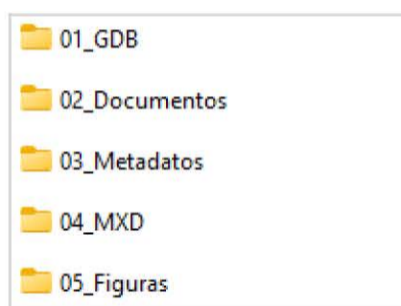 01_GDB
02_Documentos
03_Metadatos
04_MXD
05_Figuras